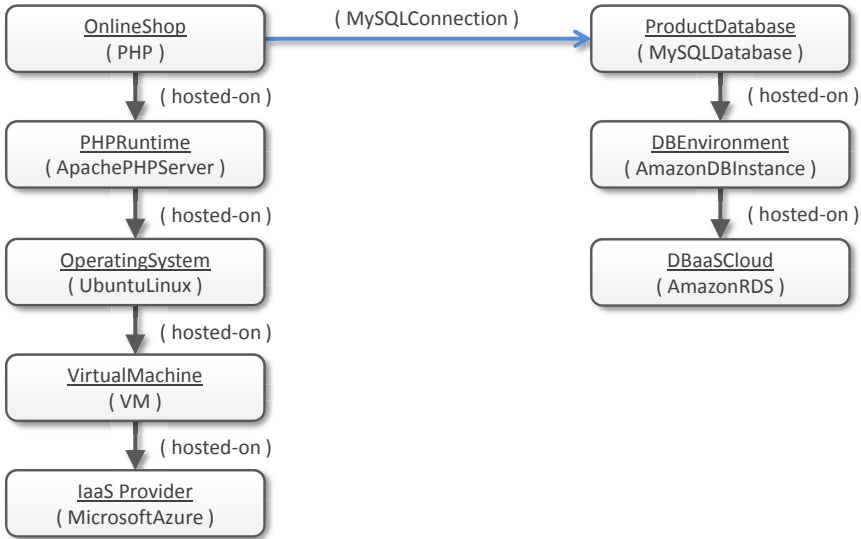 OnlineShop
( PHP )
( MySQLConnection )
ProductDatabase
( MySQLDatabase )
( hosted-on )
( hosted-on )
PHPRuntime
( ApachePHPServer )
DBEnvironment
( AmazonDBInstance )
( hosted-on )
( hosted-on )
OperatingSystem
( UbuntuLinux )
DBaaSCloud
( AmazonRDS )
( hosted-on )
VirtualMachine
( VM )
( hosted-on )
IaaS Provider
( MicrosoftAzure )